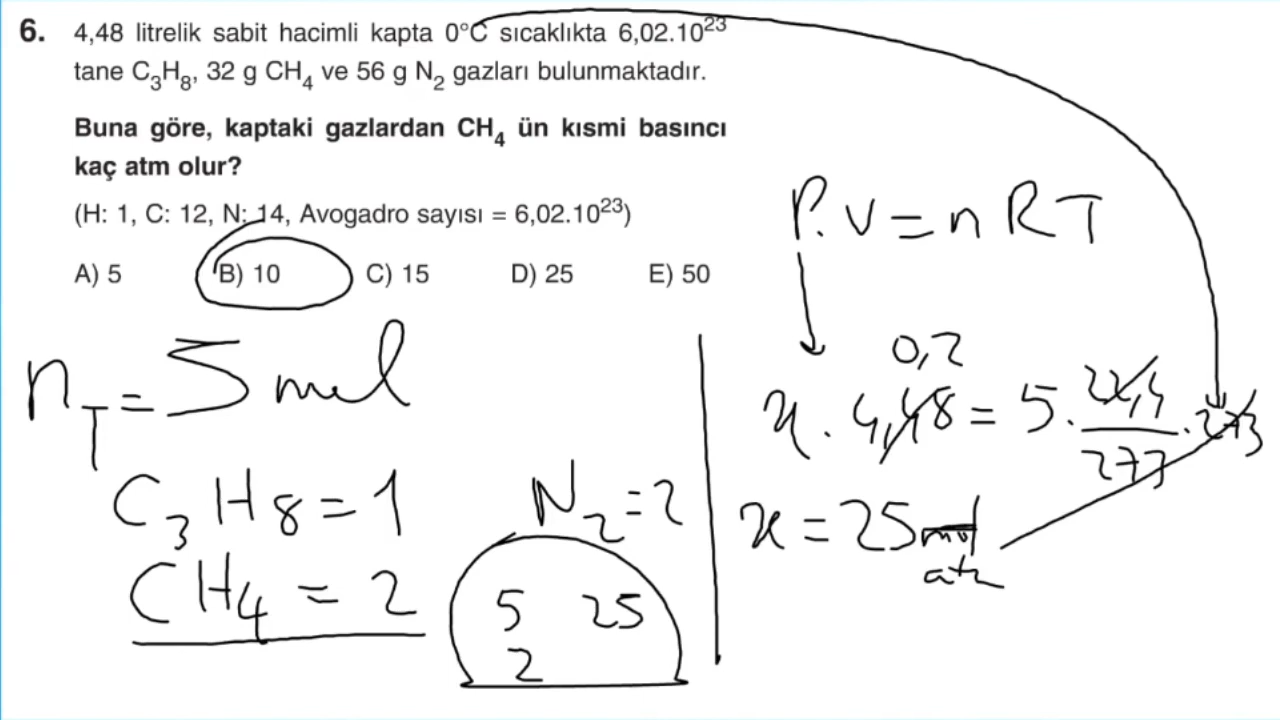 6. 4,48 litrelik sabit hacimli kapta 0°C sıcaklıkta 6,02.10²³
tane C₃H₈, 32 g CH₄ ve 56 g N₂ gazları bulunmaktadır.
Buna göre, kaptaki gazlardan CH₄ ün kısmi basıncı
kaç atm olur?
(H: 1, C: 12, N: 14, Avogadro sayısı = 6,02.10²³)
A) 5 B) 10 C) 15 D) 25 E) 50
n_T = 5 mol
C₃H₈ = 1
N₂ = 2
CH₄ = 2
5 25
2
P.V = n R T
0,2
x . 4,48 = 5 . 22,4 / 273 . 273
x = 25 mol
atm